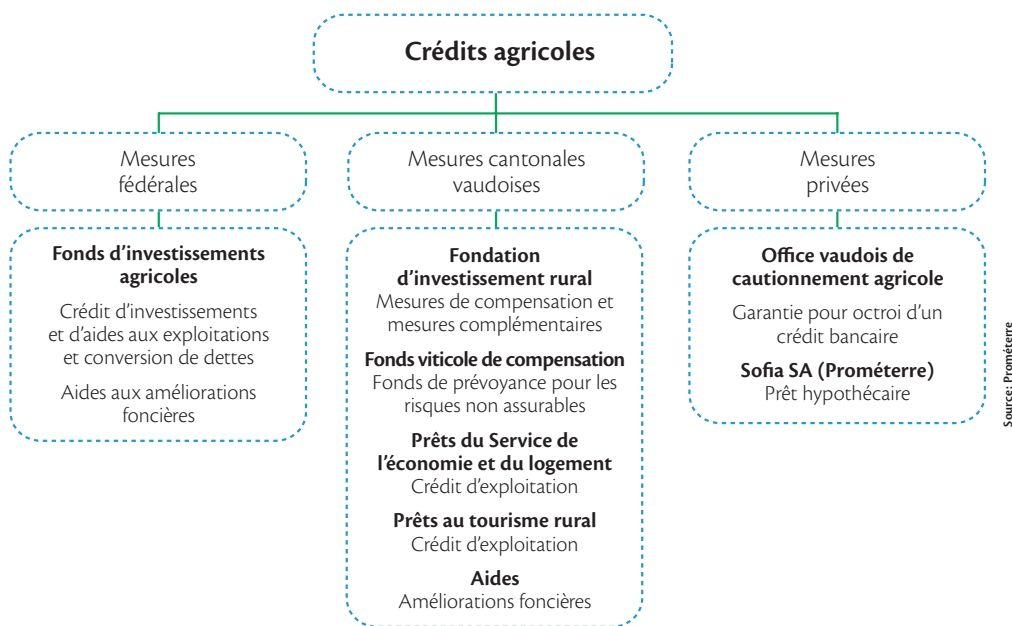 Crédits agricoles
Mesures
fédérales
Fonds d'investissements
agricoles
Crédit d'investissements
et d'aides aux exploitations
et conversion de dettes
Aides aux améliorations
foncières
Mesures cantonales
vaudoises
Fondation
d'investissement rural
Mesures de compensation et
mesures complémentaires
Fonds viticole de compensation
Fonds de prévoyance pour les
risques non assurables
Prêts du Service de
l'économie et du logement
Crédit d'exploitation
Prêts au tourisme rural
Crédit d'exploitation
Aides
Améliorations foncières
Mesures
privées
Office vaudois de
cautionnement agricole
Garantie pour octroi d'un
crédit bancaire
Sofia SA (Prométerre)
Prêt hypothécaire
Source: Prométerre